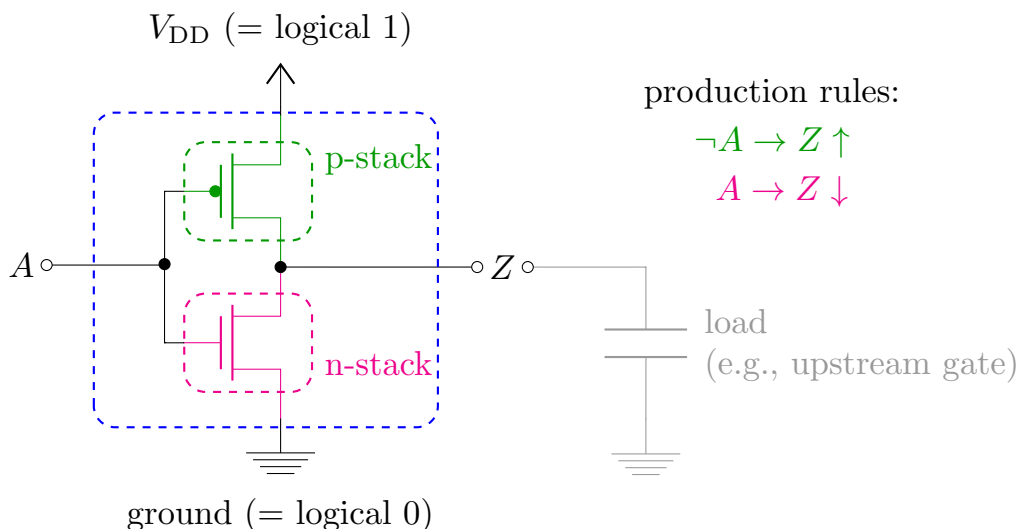 V_DD (= logical 1)
production rules:
¬A → Z ↑
A → Z ↓
p-stack
A
Z
load
(e.g., upstream gate)
n-stack
ground (= logical 0)